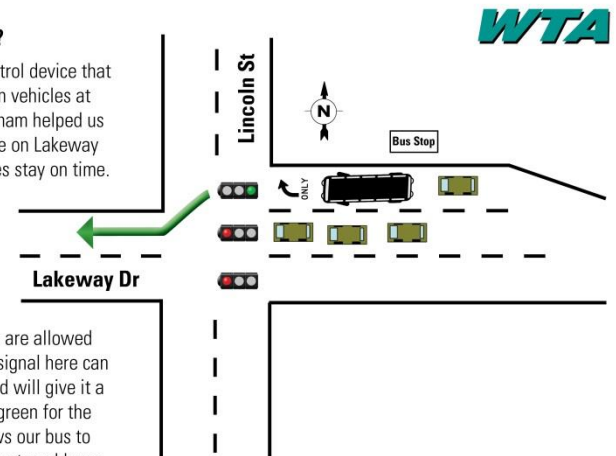 WTA
?
trol device that
n vehicles at
ham helped us
e on Lakeway
es stay on time.
Lincoln St
N
Bus Stop
ONLY
Lakeway Dr
are allowed
signal here can
d will give it a
green for the
ws our bus to